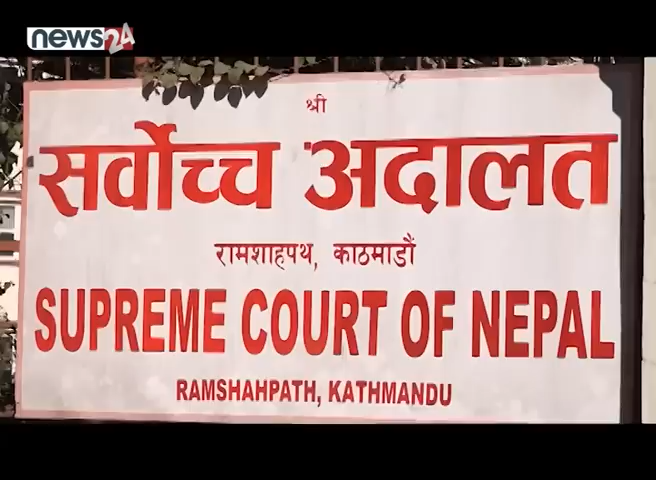 news24
श्री
सर्वोच्च अदालत
रामशाहपथ, काठमाडौं
SUPREME COURT OF NEPAL
RAMSHAHPATH, KATHMANDU